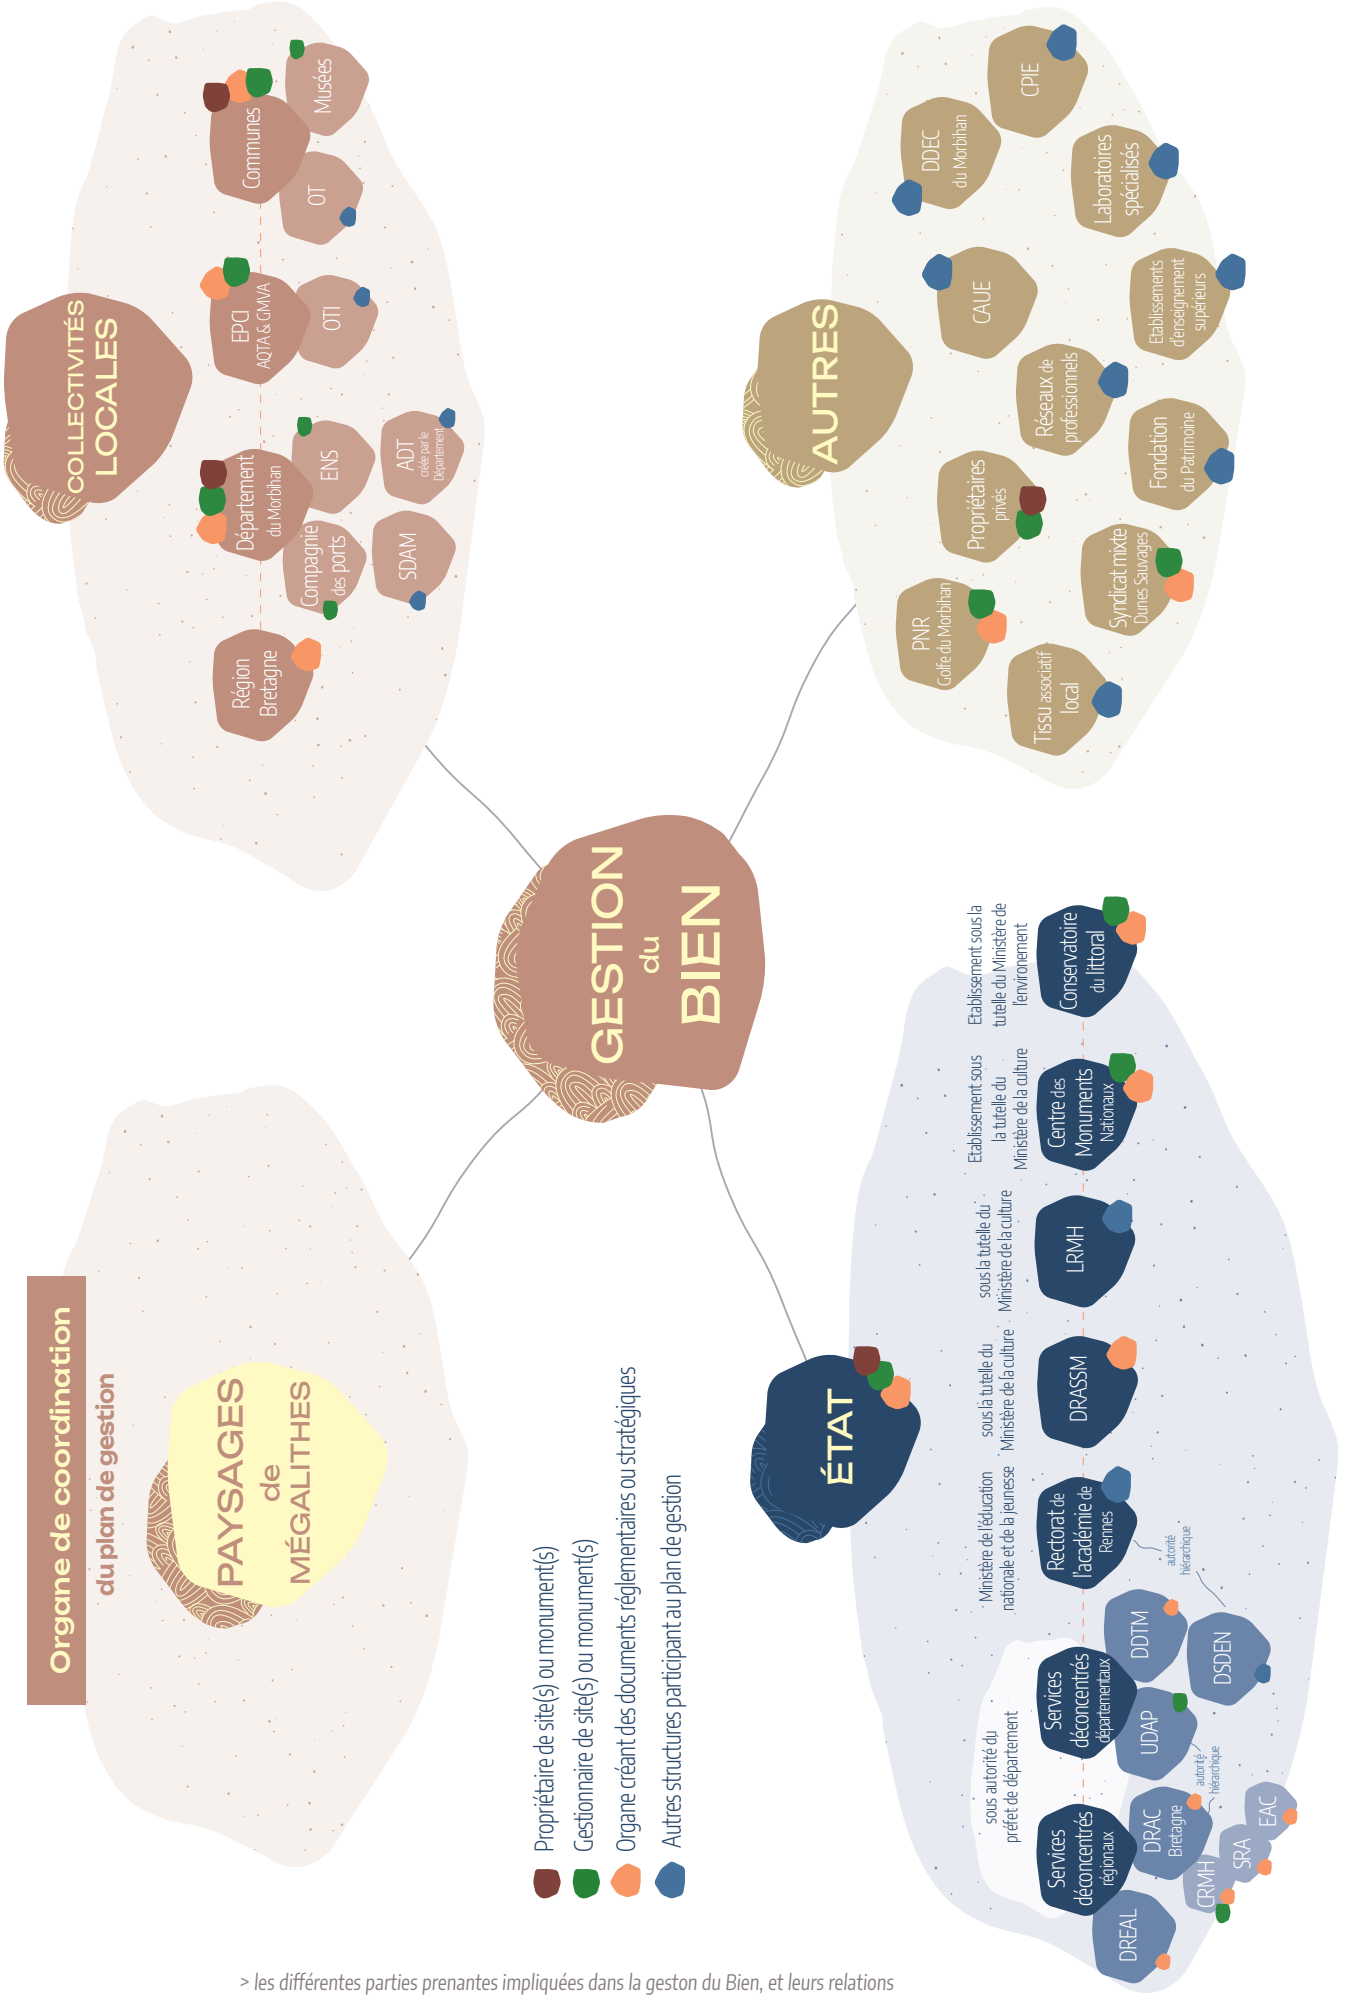 Organe de coordination
du plan de gestion
PAYSAGES
de
MÉGALITHES
COLLECTIVITÉS
LOCALES
Région
Bretagne
Département
du Morbihan
Compagnie
des ports
ENS
SDAM
ADT
créée par le
Département
EPCI
AQTA & GMVA
OTI
Communes
OT
Musées
GESTION
du
BIEN
Propriétaire de site(s) ou monument(s)
Gestionnaire de site(s) ou monument(s)
Organe créant des documents réglementaires ou stratégiques
Autres structures participant au plan de gestion
ÉTAT
sous autorité du
préfet de département
Services
déconcentrés
régionaux
DREAL
DRAC
Bretagne
CRMH
SRA
EAC
autorité
hiérarchique
Services
déconcentrés
départementaux
UDAP
DDTM
DSDEN
autorité
hiérarchique
Ministère de l'éducation
nationale et de la jeunesse
Rectorat de
l'académie de
Rennes
sous la tutelle du
Ministère de la culture
DRASSM
sous la tutelle du
Ministère de la culture
LRMH
Etablissement sous
la tutelle du
Ministère de la culture
Centre des
Monuments
Nationaux
Etablissement sous la
tutelle du Ministère de
l'environement
Conservatoire
du littoral
AUTRES
PNR
Golfe du Morbihan
Tissu associatif
local
Propriétaires
privés
Syndicat mixte
Dunes Sauvages
Réseaux de
professionnels
Fondation
du Patrimoine
CAUE
Etablissements
d'enseignement
supérieurs
DDEC
du Morbihan
Laboratoires
spécialisés
CPIE
> les différentes parties prenantes impliquées dans la geston du Bien, et leurs relations